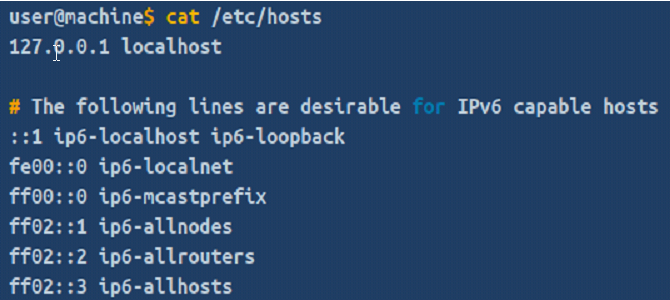 user@machine$ cat /etc/hosts
127.0.0.1 localhost
# The following lines are desirable for IPv6 capable hosts
::1 ip6-localhost ip6-loopback
fe00::0 ip6-localnet
ff00::0 ip6-mcastprefix
ff02::1 ip6-allnodes
ff02::2 ip6-allrouters
ff02::3 ip6-allhosts